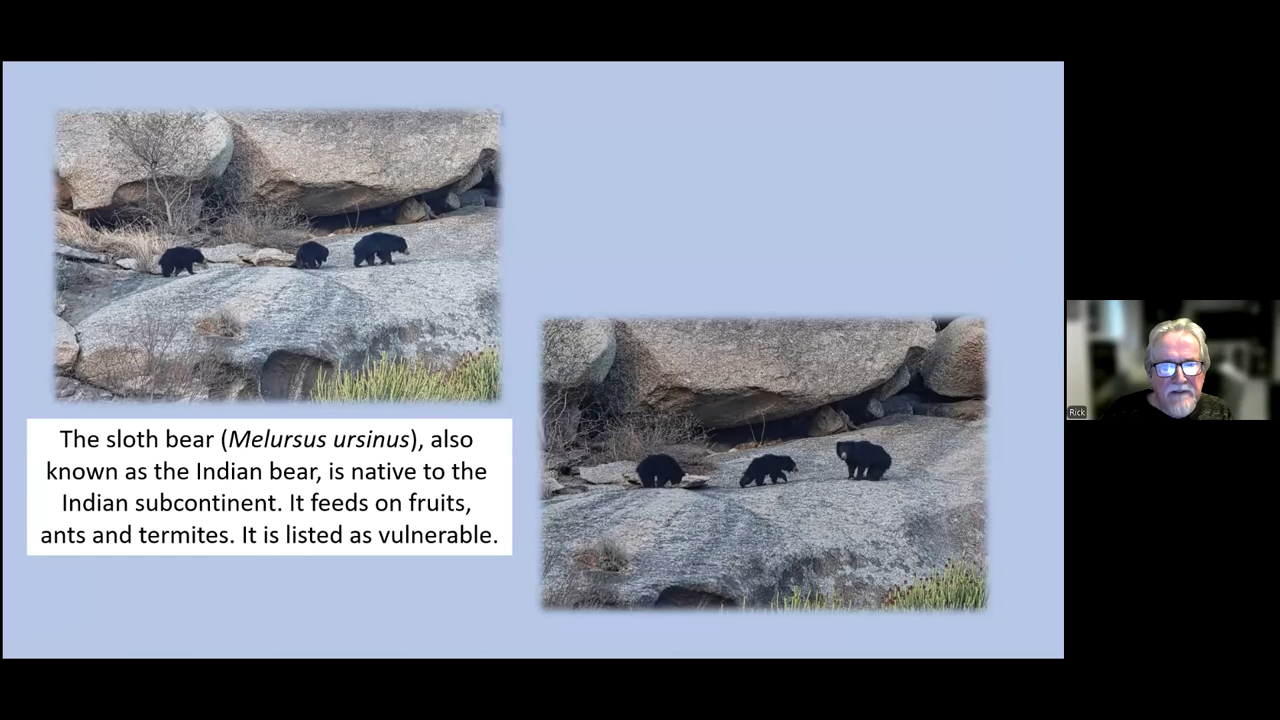 The sloth bear (Melursus ursinus), also
known as the Indian bear, is native to the
Indian subcontinent. It feeds on fruits,
ants and termites. It is listed as vulnerable.
Rick